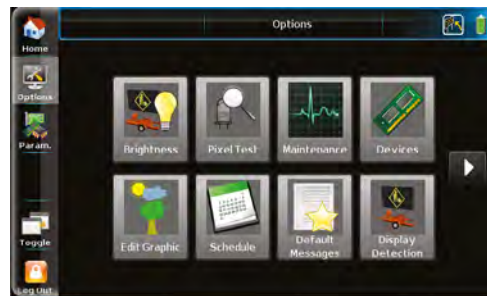 Options
Home
Options
Param.
Toggle
Log Out
Brightness
Pixel Test
Maintenance
Devices
Edit Graphic
Schedule
Default
Messages
Display
Detection